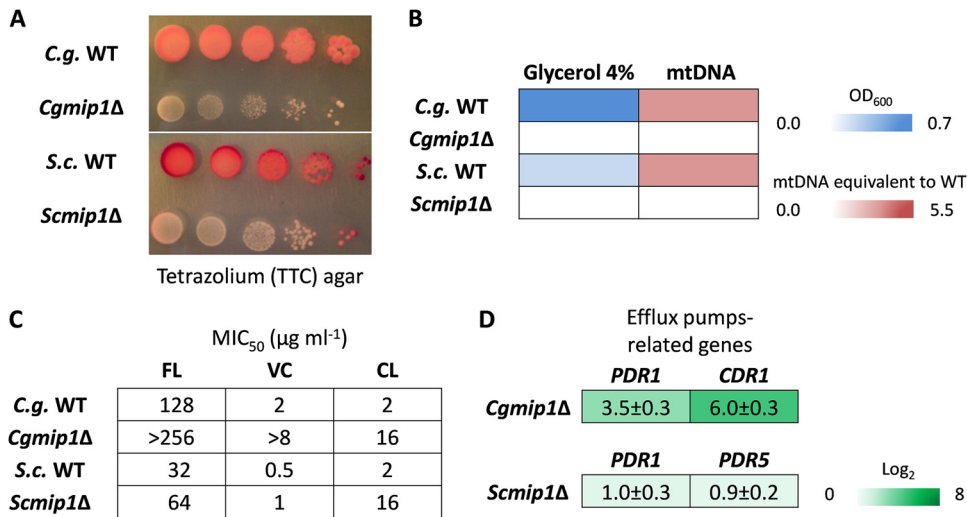 A
C.g. WT
Cgmip1Δ
S.c. WT
Scmip1Δ
Tetrazolium (TTC) agar
B
Glycerol 4% mtDNA
C.g. WT
Cgmip1Δ
S.c. WT
Scmip1Δ
OD600
0.0 0.7
mtDNA equivalent to WT
0.0 5.5
C
MIC50 (µg ml-1)
FL VC CL
C.g. WT 128 2 2
Cgmip1Δ >256 >8 16
S.c. WT 32 0.5 2
Scmip1Δ 64 1 16
D
Efflux pumps-
related genes
PDR1 CDR1
Cgmip1Δ 3.5±0.3 6.0±0.3
PDR1 PDR5
Scmip1Δ 1.0±0.3 0.9±0.2
Log2
0 8